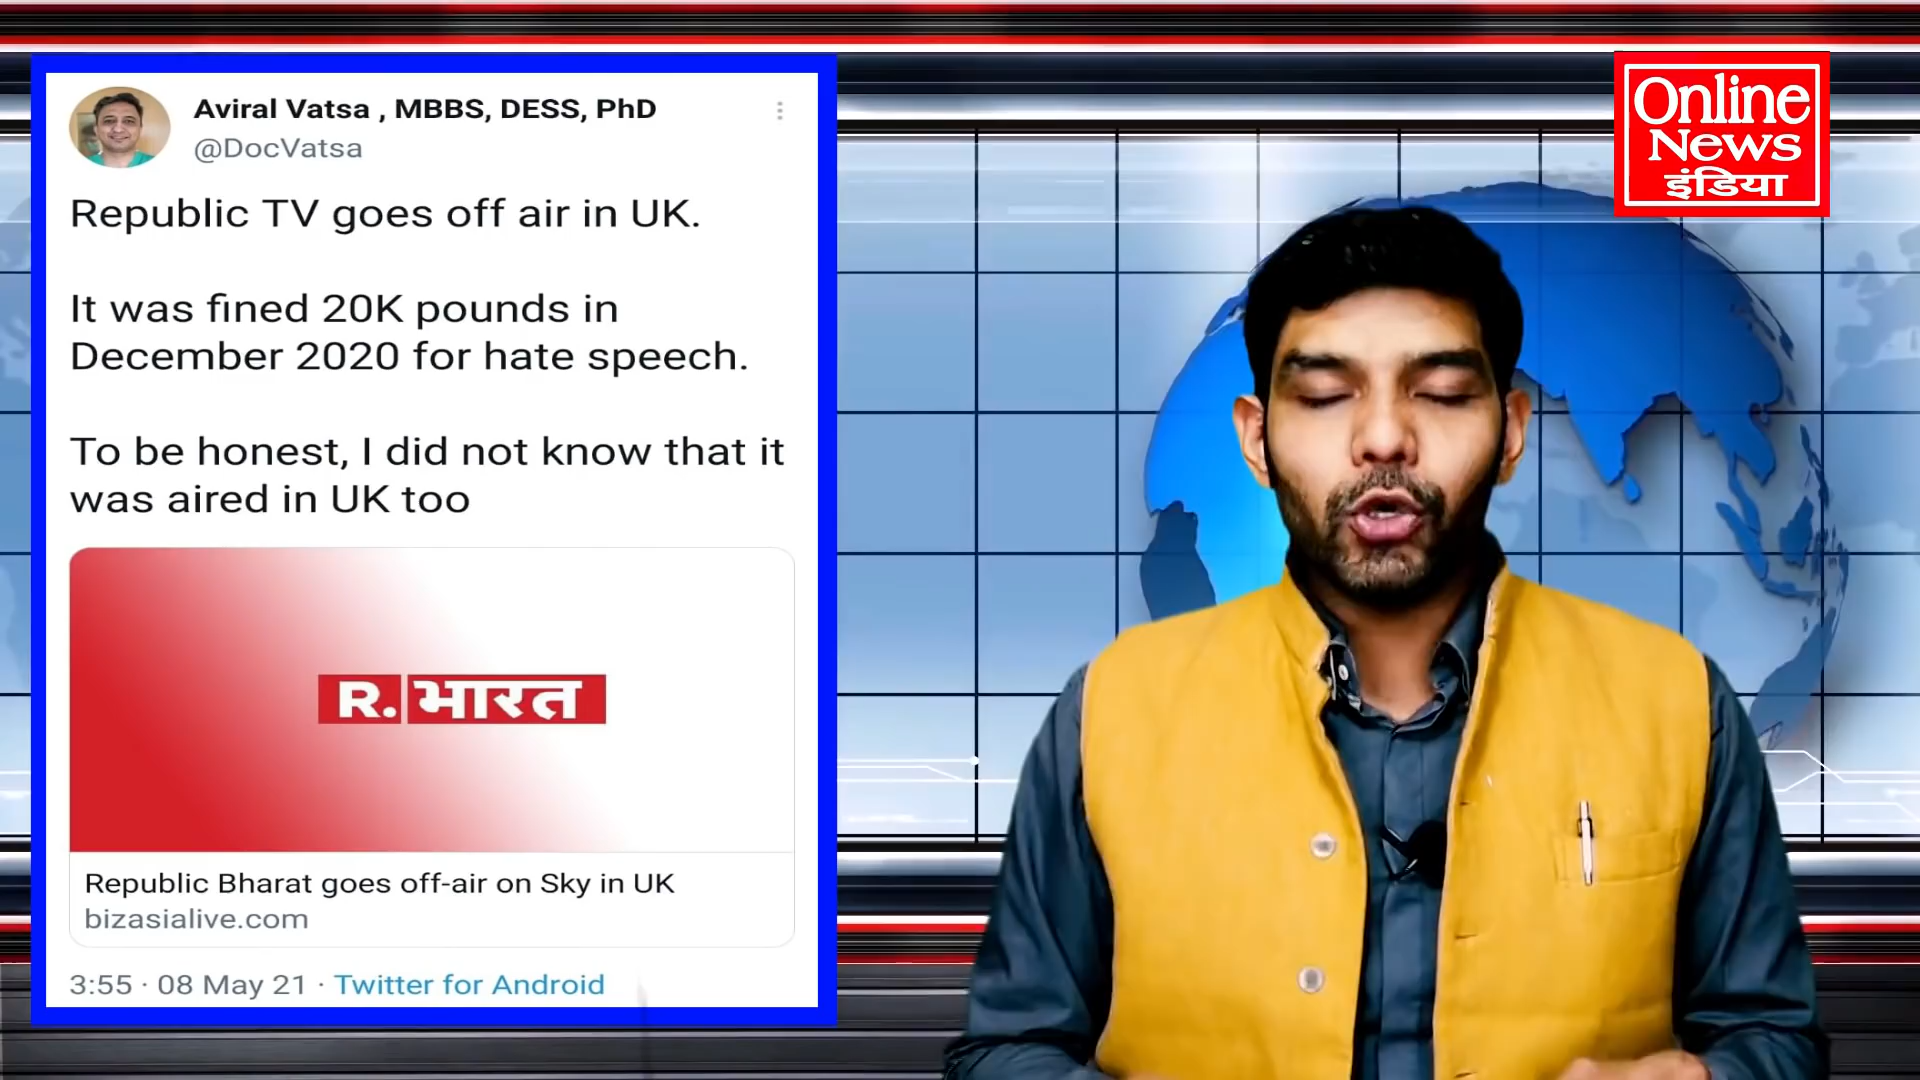 Aviral Vatsa , MBBS, DESS, PhD
@DocVatsa
Republic TV goes off air in UK.
It was fined 20K pounds in
December 2020 for hate speech.
To be honest, I did not know that it
was aired in UK too
R. भारत
Republic Bharat goes off-air on Sky in UK
bizasialive.com
3:55 · 08 May 21 · Twitter for Android
Online
News
इंडिया